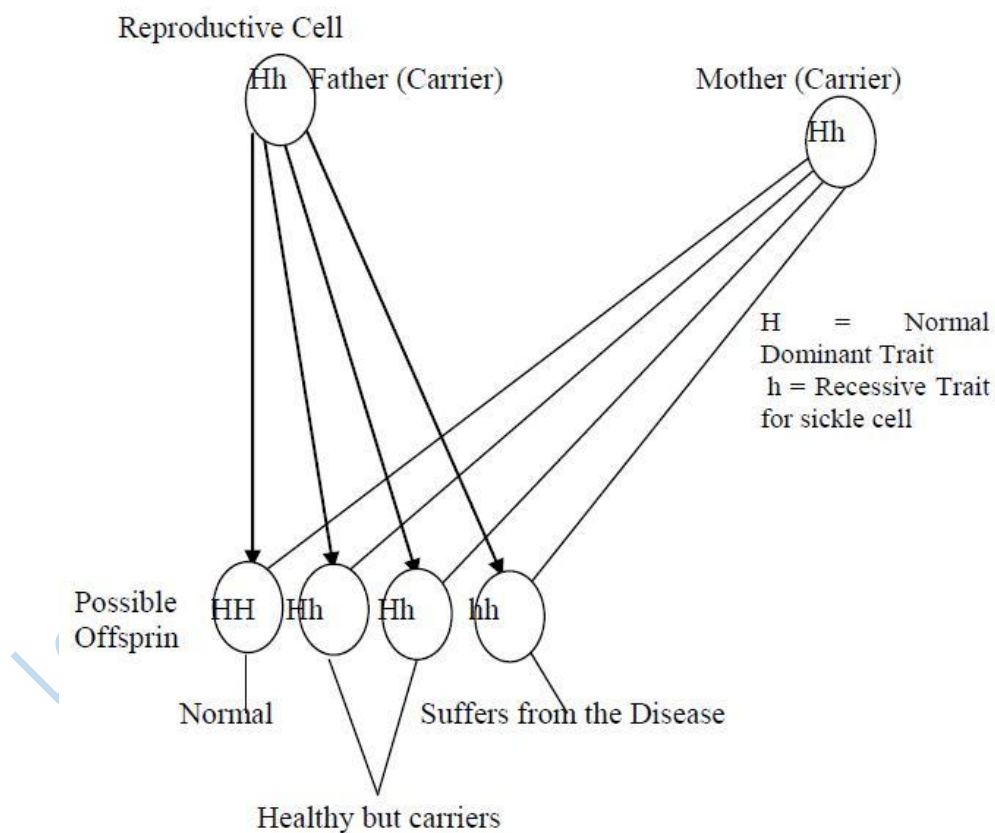 Reproductive Cell
Hh Father (Carrier)
Mother (Carrier)
Hh
H = Normal
Dominant Trait
h = Recessive Trait
for sickle cell
Possible
Offsprin
HH Hh Hh hh
Normal
Suffers from the Disease
Healthy but carriers